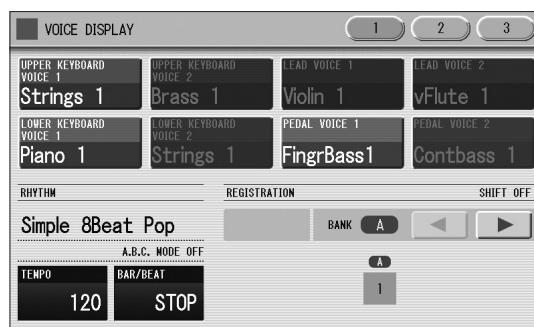 VOICE DISPLAY 1 2 3
UPPER KEYBOARD VOICE 1
Strings 1
UPPER KEYBOARD VOICE 2
Brass 1
LEAD VOICE 1
Violin 1
LEAD VOICE 2
vFlute 1
LOWER KEYBOARD VOICE 1
Piano 1
LOWER KEYBOARD VOICE 2
Strings 1
PEDAL VOICE 1
FingrBass1
PEDAL VOICE 2
Contbass 1
RHYTHM
Simple 8Beat Pop
A.B.C. MODE OFF
TEMPO
120
BAR/BEAT
STOP
REGISTRATION SHIFT OFF
BANK A
A
1